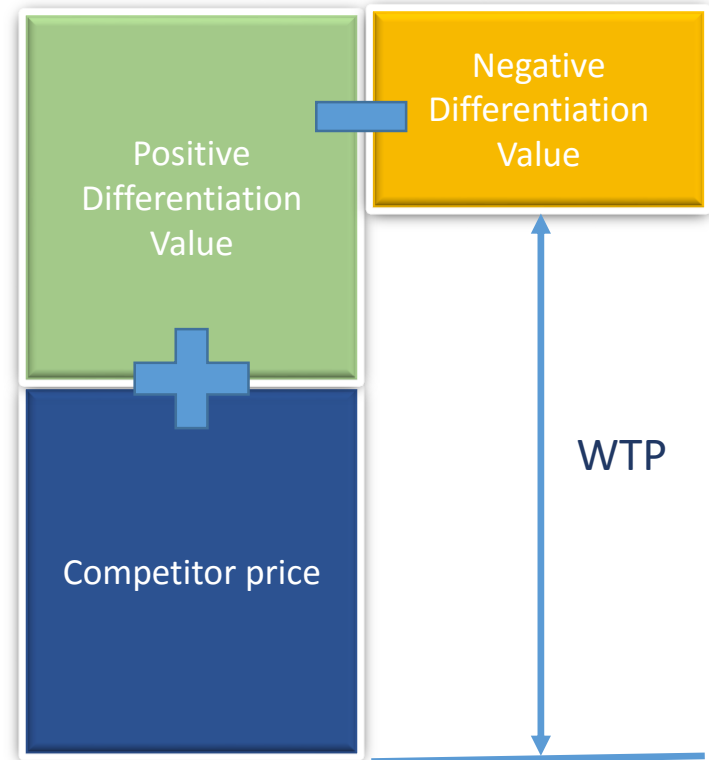 Positive
Differentiation
Value
Negative
Differentiation
Value
WTP
Competitor price